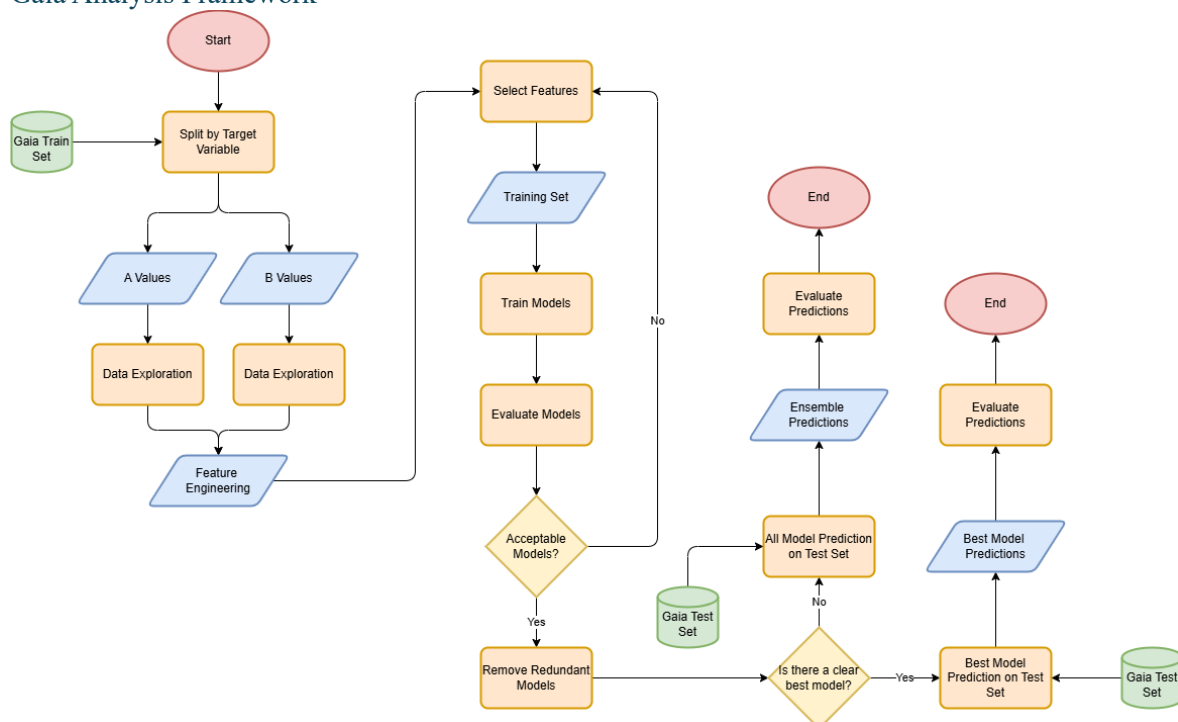 Gaia Analysis Framework
Start
Gaia Train
Set
Split by Target
Variable
A Values
B Values
Data Exploration
Data Exploration
Feature
Engineering
Select Features
Training Set
Train Models
Evaluate Models
Acceptable
Models?
No
Yes
Remove Redundant
Models
Is there a clear
best model?
No
Yes
Gaia Test
Set
All Model Prediction
on Test Set
Ensemble
Predictions
Evaluate
Predictions
End
Best Model
Prediction on Test
Set
Gaia Test
Set
Best Model
Predictions
Evaluate
Predictions
End